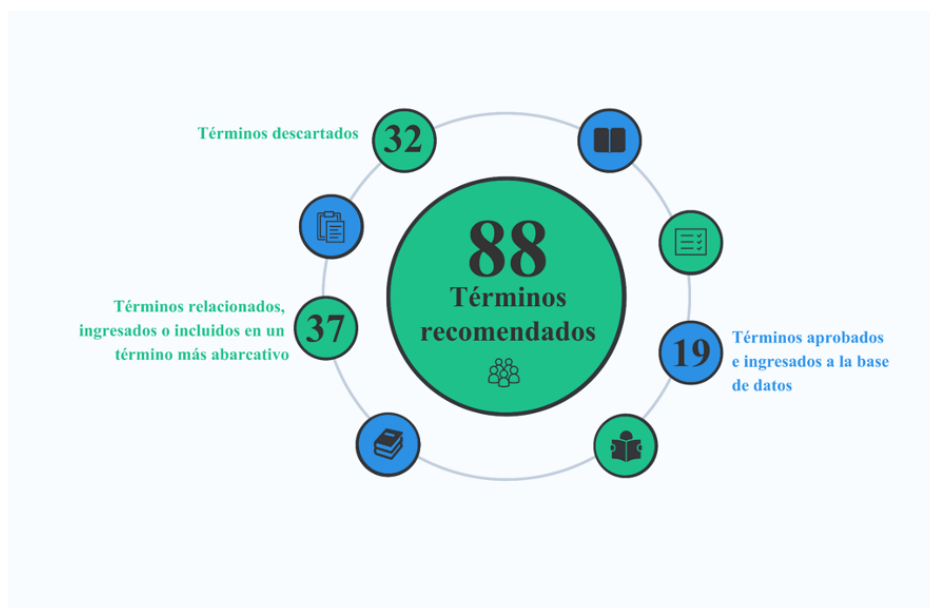 Términos descartados
32
88
Términos
recomendados
Términos relacionados,
ingresados o incluidos en un
término más abarcativo
37
19
Términos aprobados
e ingresados a la base
de datos